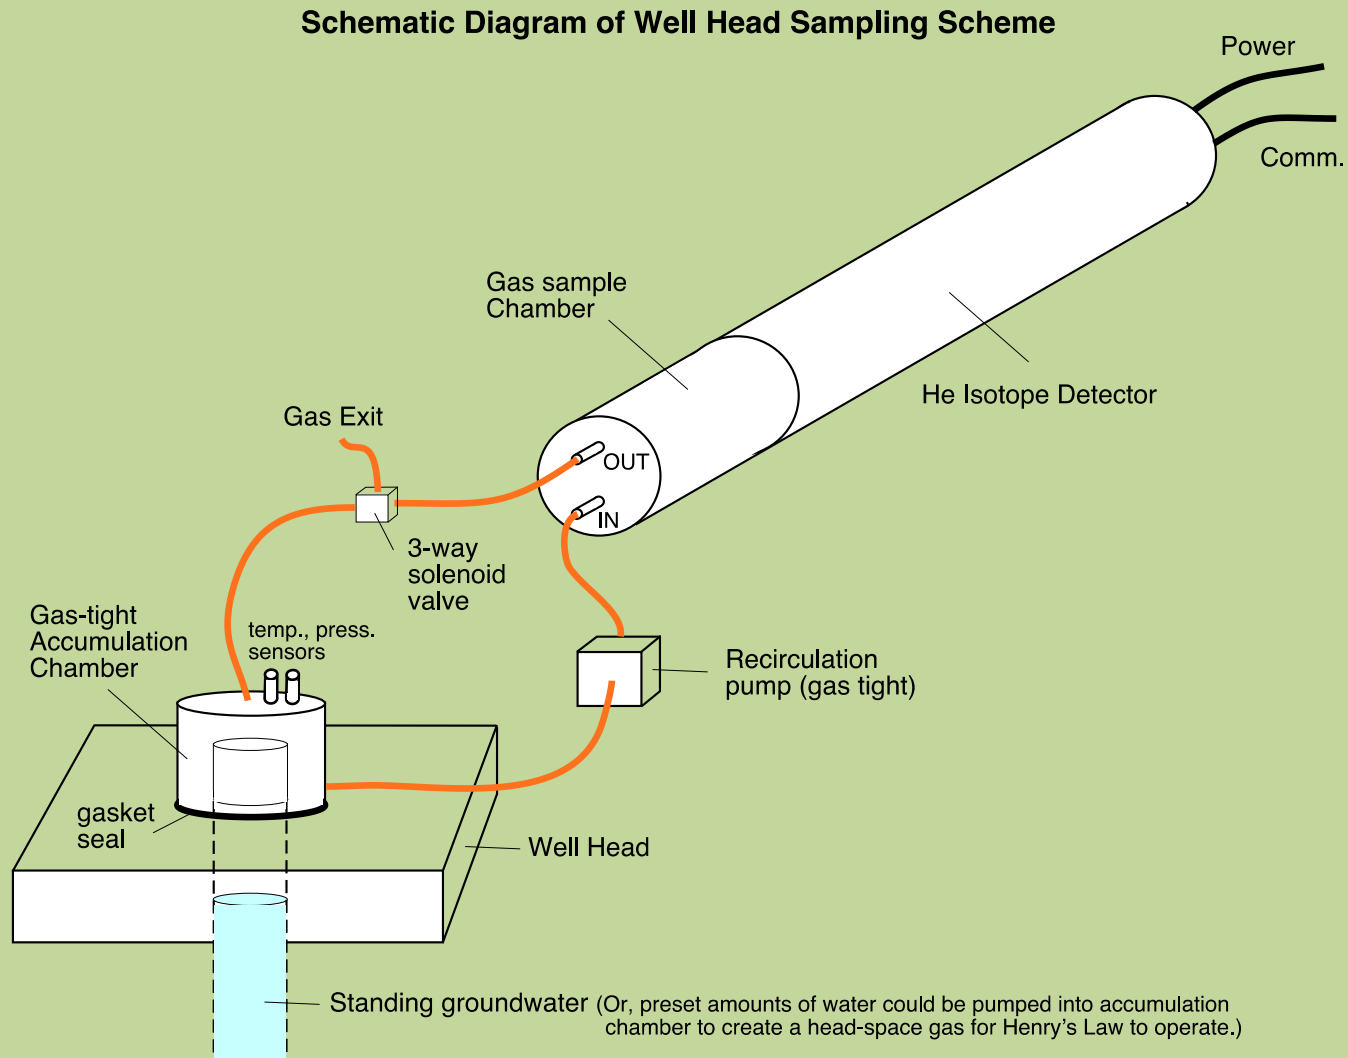 Schematic Diagram of Well Head Sampling Scheme
Power
Comm.
Gas sample
Chamber
He Isotope Detector
Gas Exit
OUT
IN
3-way
solenoid
valve
Gas-tight
Accumulation
Chamber
temp., press.
sensors
Recirculation
pump (gas tight)
gasket
seal
Well Head
Standing groundwater (Or, preset amounts of water could be pumped into accumulation
chamber to create a head-space gas for Henry's Law to operate.)